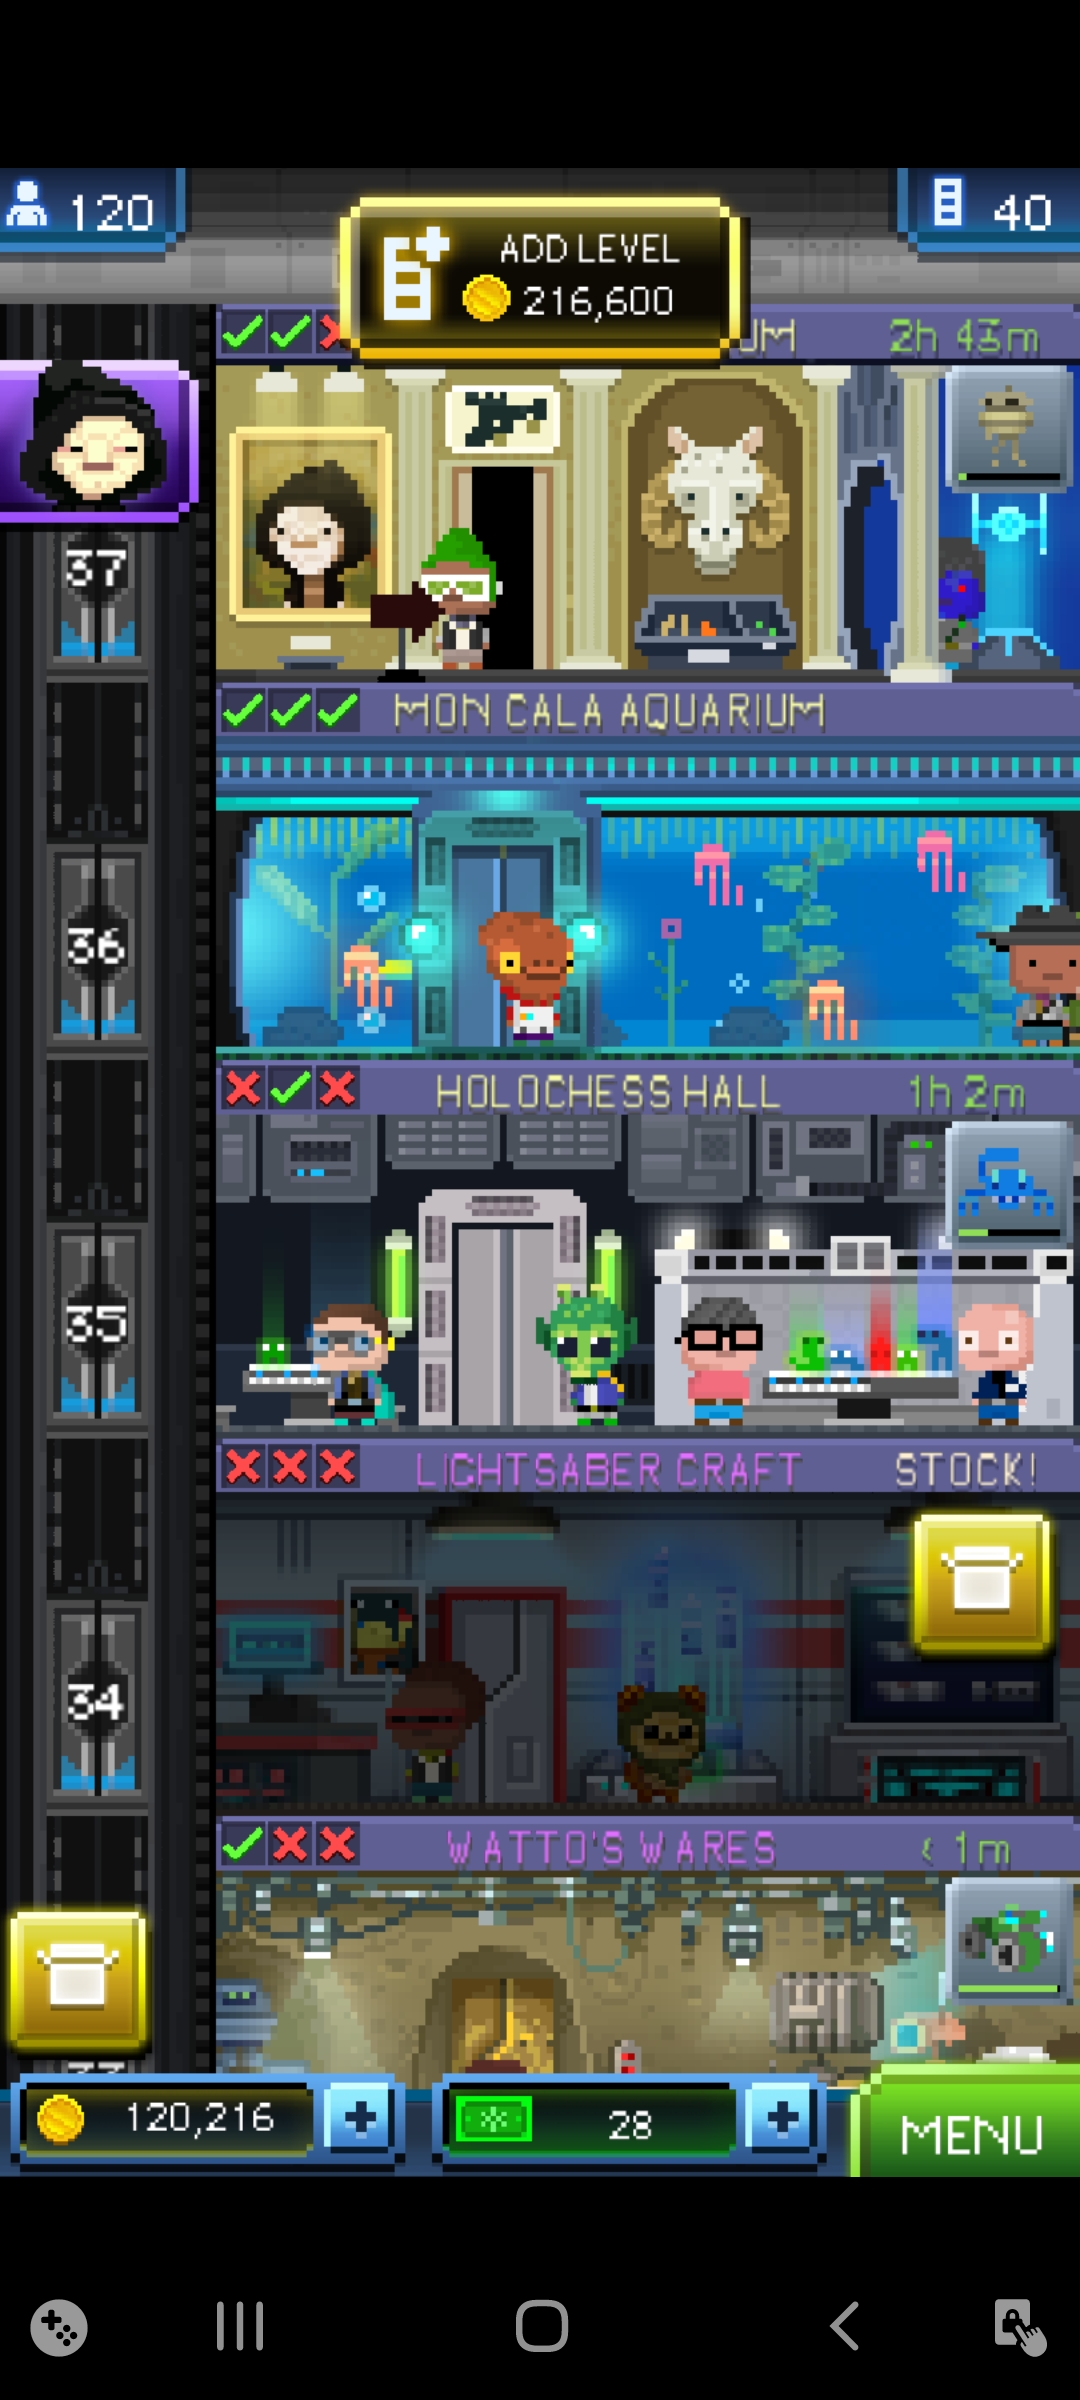 120
ADD LEVEL
216,600
40
UM 2h 43m
37
MON CALA AQUARIUM
36
HOLOCHESS HALL 1h 2m
35
LIGHTSABER CRAFT STOCK!
34
WATTO'S WARES < 1m
120,216
28
MENU